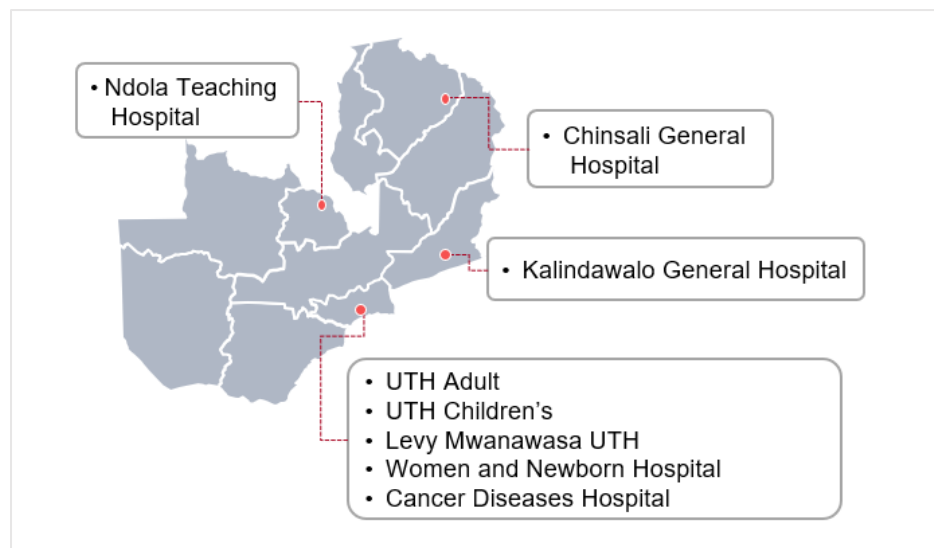 • Ndola Teaching
Hospital
• Chinsali General
Hospital
• Kalindawalo General Hospital
• UTH Adult
• UTH Children’s
• Levy Mwanawasa UTH
• Women and Newborn Hospital
• Cancer Diseases Hospital